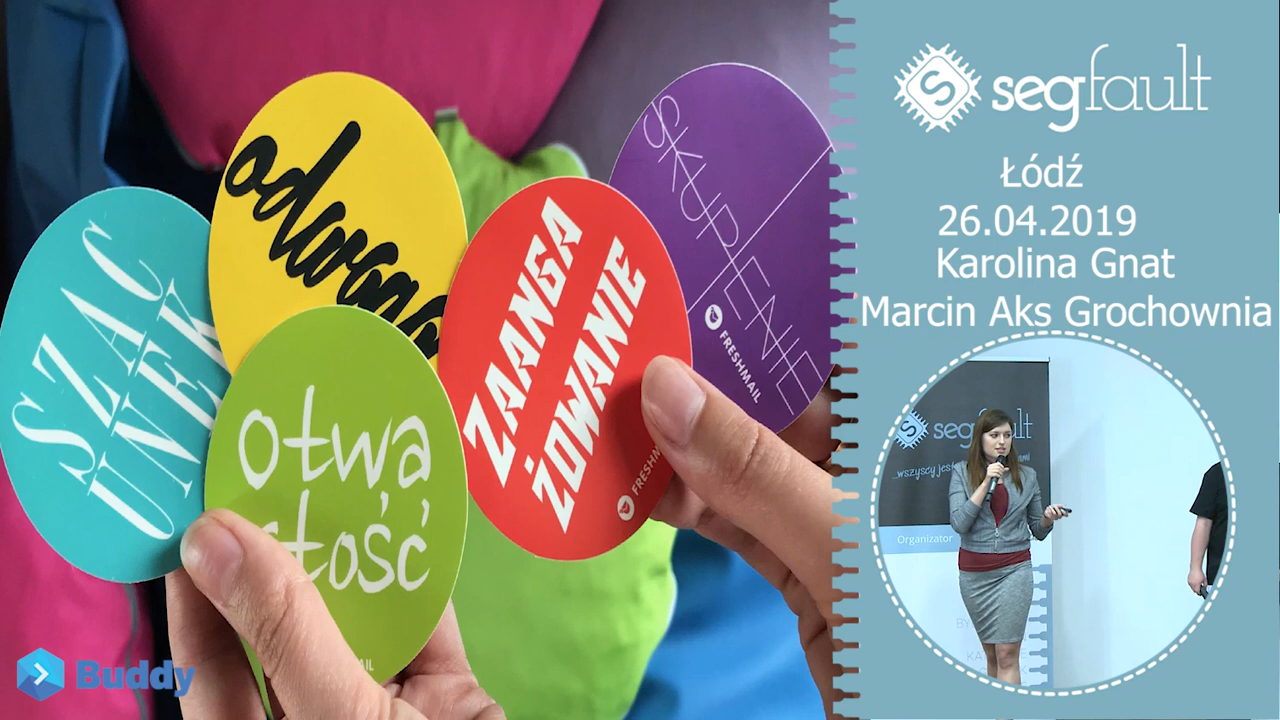 SZAC
UNEK
odwaga
otwa
rtość
ZAANGA
ŻOWANIE
FRESHMAIL
SKUPIENIE
FRESHMAIL
Buddy
segfault
Łódź
26.04.2019
Karolina Gnat
Marcin Aks Grochownia
segfault
Organizator